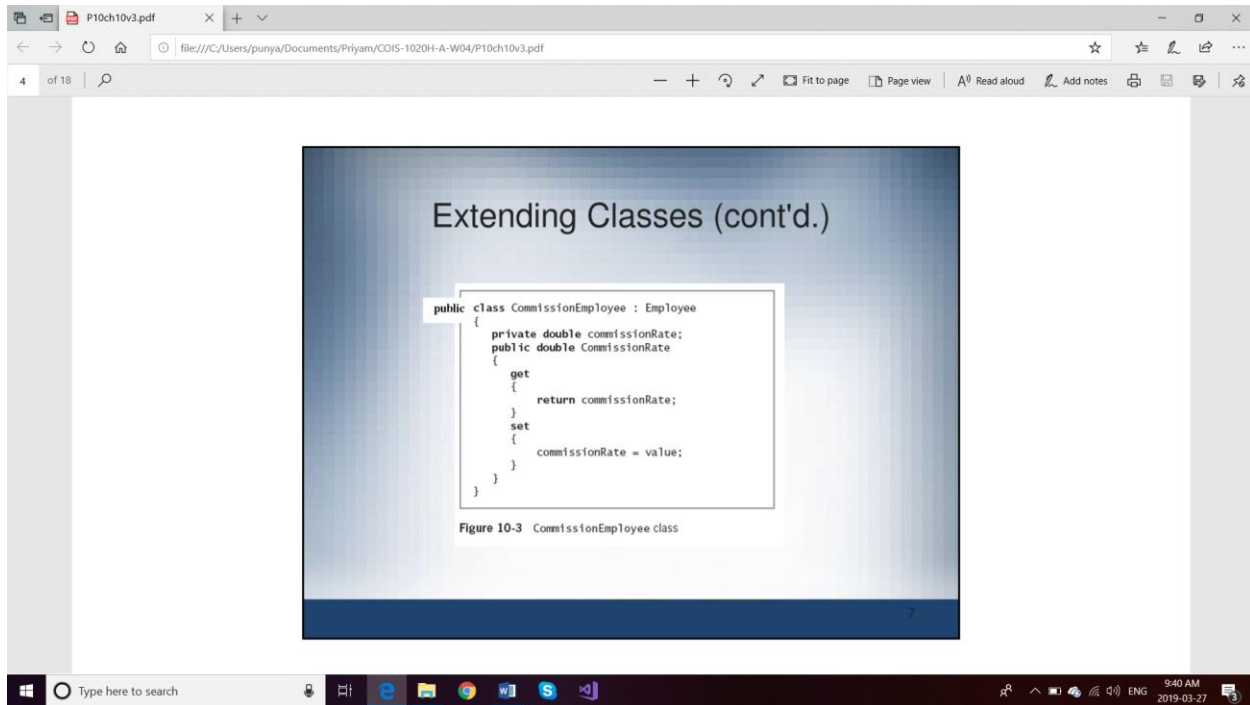 P10ch10v3.pdf
file:///C:/Users/punya/Documents/Priyam/COIS-1020H-A-W04/P10ch10v3.pdf
4 of 18 Fit to page Page view Read aloud Add notes
Extending Classes (cont'd.)
public class CommissionEmployee : Employee
{
private double commissionRate;
public double CommissionRate
{
get
{
return commissionRate;
}
set
{
commissionRate = value;
}
}
}
Figure 10-3 CommissionEmployee class
7
Type here to search
ENG 9:40 AM
2019-03-27
3